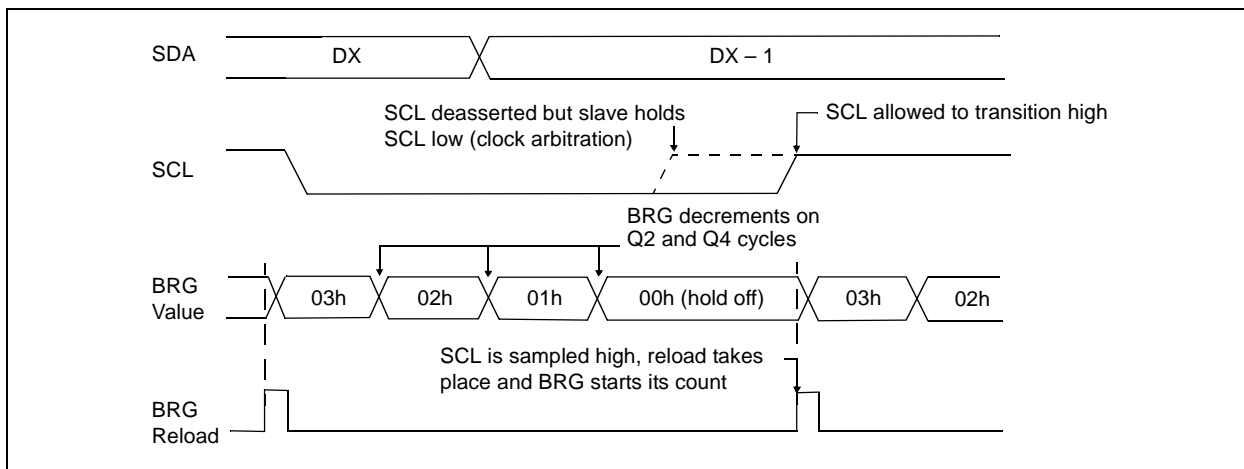 SDA
DX
DX – 1
SCL deasserted but slave holds
SCL low (clock arbitration)
SCL allowed to transition high
SCL
BRG decrements on
Q2 and Q4 cycles
BRG
Value
03h
02h
01h
00h (hold off)
03h
02h
SCL is sampled high, reload takes
place and BRG starts its count
BRG
Reload